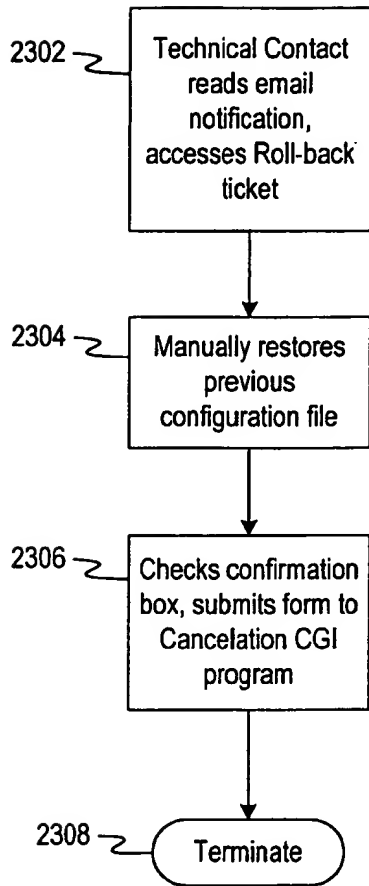 2302
Technical Contact
reads email
notification,
accesses Roll-back
ticket
2304
Manually restores
previous
configuration file
2306
Checks confirmation
box, submits form to
Cancelation CGI
program
2308
Terminate